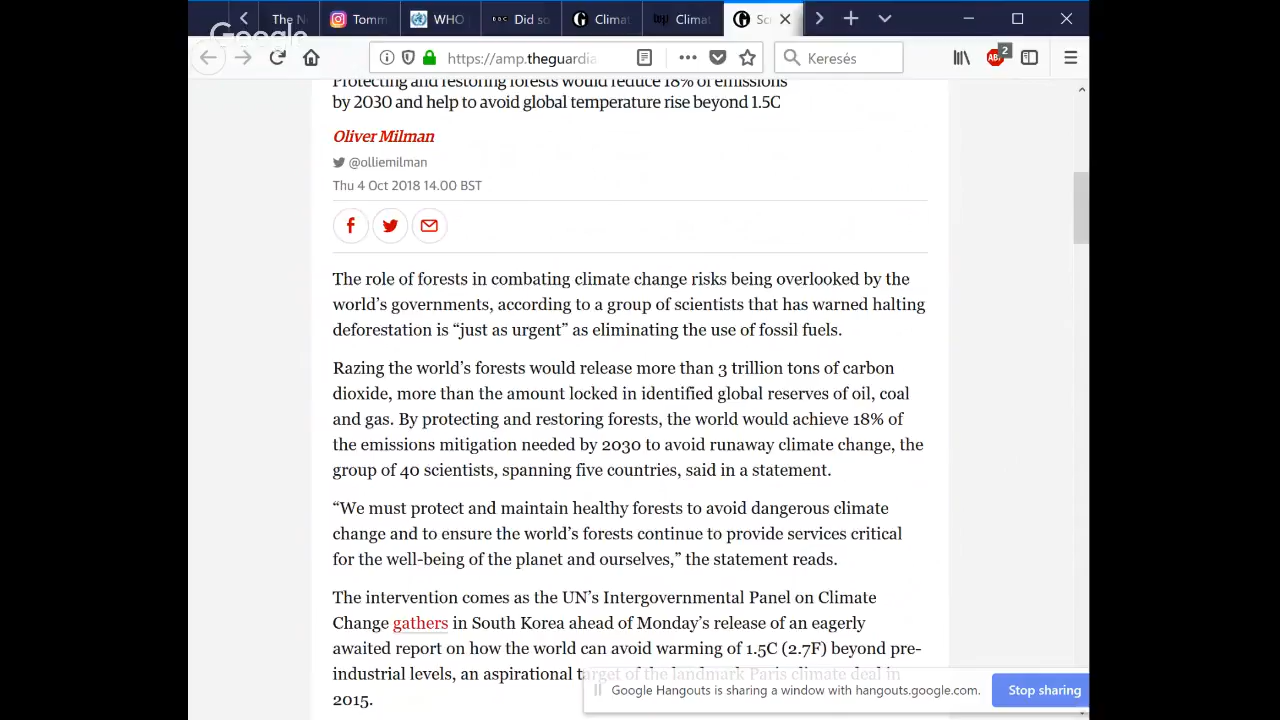 The N
Tomm
WHO
Did so
Climat
Climat
Sc
Google
https://amp.theguardia
Keresés
2
Protecting and restoring forests would reduce 18% of emissions
by 2030 and help to avoid global temperature rise beyond 1.5C
Oliver Milman
@olliemilman
Thu 4 Oct 2018 14.00 BST
The role of forests in combating climate change risks being overlooked by the
world’s governments, according to a group of scientists that has warned halting
deforestation is “just as urgent” as eliminating the use of fossil fuels.
Razing the world’s forests would release more than 3 trillion tons of carbon
dioxide, more than the amount locked in identified global reserves of oil, coal
and gas. By protecting and restoring forests, the world would achieve 18% of
the emissions mitigation needed by 2030 to avoid runaway climate change, the
group of 40 scientists, spanning five countries, said in a statement.
“We must protect and maintain healthy forests to avoid dangerous climate
change and to ensure the world’s forests continue to provide services critical
for the well-being of the planet and ourselves,” the statement reads.
The intervention comes as the UN’s Intergovernmental Panel on Climate
Change gathers in South Korea ahead of Monday’s release of an eagerly
awaited report on how the world can avoid warming of 1.5C (2.7F) beyond pre-
industrial levels, an aspirational target of the landmark Paris climate deal in
2015.
Google Hangouts is sharing a window with hangouts.google.com.
Stop sharing